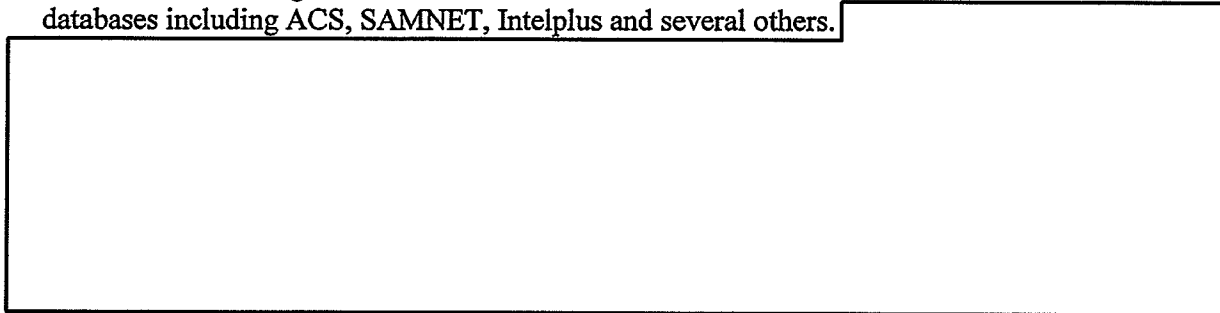 databases including ACS, SAMNET, Intelplus and several others.